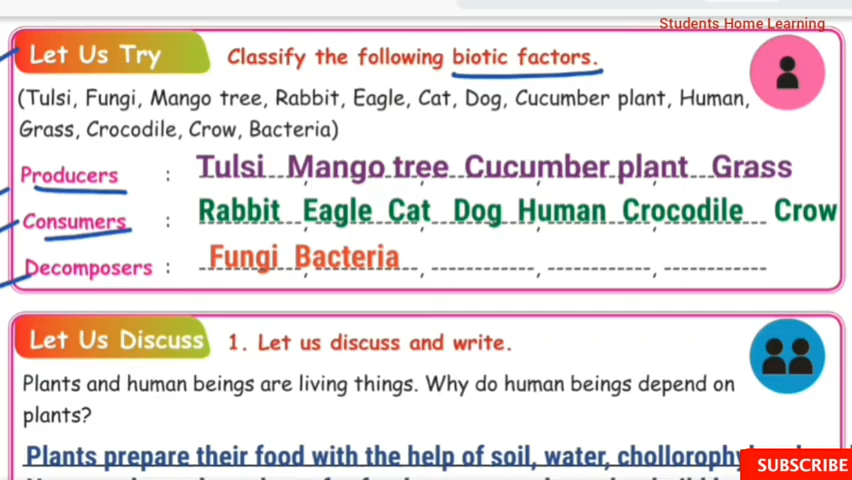 Students Home Learning
Let Us Try Classify the following biotic factors.
(Tulsi, Fungi, Mango tree, Rabbit, Eagle, Cat, Dog, Cucumber plant, Human,
Grass, Crocodile, Crow, Bacteria)
Producers : Tulsi Mango tree Cucumber plant Grass
Consumers : Rabbit Eagle Cat Dog Human Crocodile Crow
Decomposers : Fungi Bacteria
Let Us Discuss 1. Let us discuss and write.
Plants and human beings are living things. Why do human beings depend on
plants?
Plants prepare their food with the help of soil, water,
SUBSCRIBE